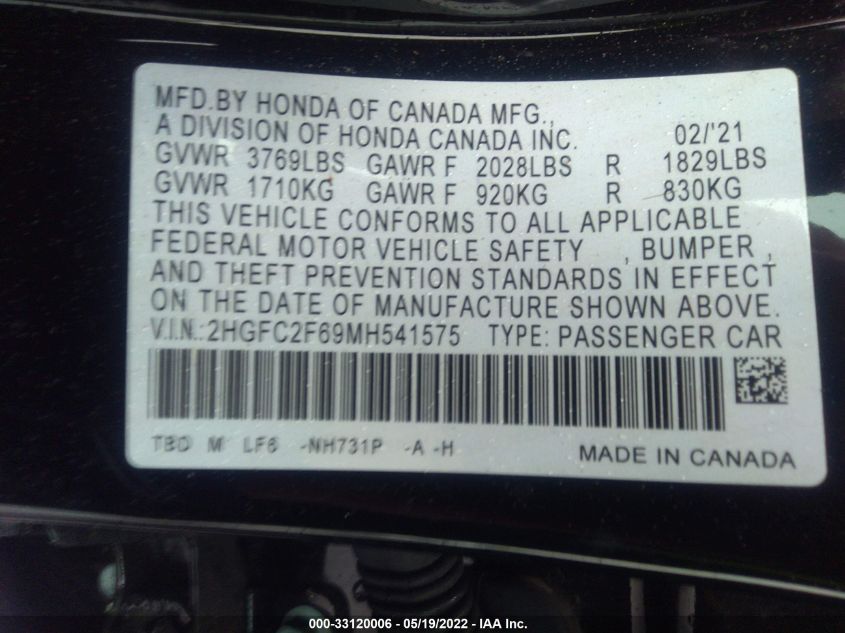 MFD.BY HONDA OF CANADA MFG.,
A DIVISION OF HONDA CANADA INC. 02/'21
GVWR 3769LBS GAWR F 2028LBS R 1829LBS
GVWR 1710KG GAWR F 920KG R 830KG
THIS VEHICLE CONFORMS TO ALL APPLICABLE
FEDERAL MOTOR VEHICLE SAFETY , BUMPER ,
AND THEFT PREVENTION STANDARDS IN EFFECT
ON THE DATE OF MANUFACTURE SHOWN ABOVE.
V.I.N.: 2HGFC2F69MH541575 TYPE: PASSENGER CAR
TBD M LF6 -NH731P -A -H
MADE IN CANADA
000-33120006 - 05/19/2022 - IAA Inc.